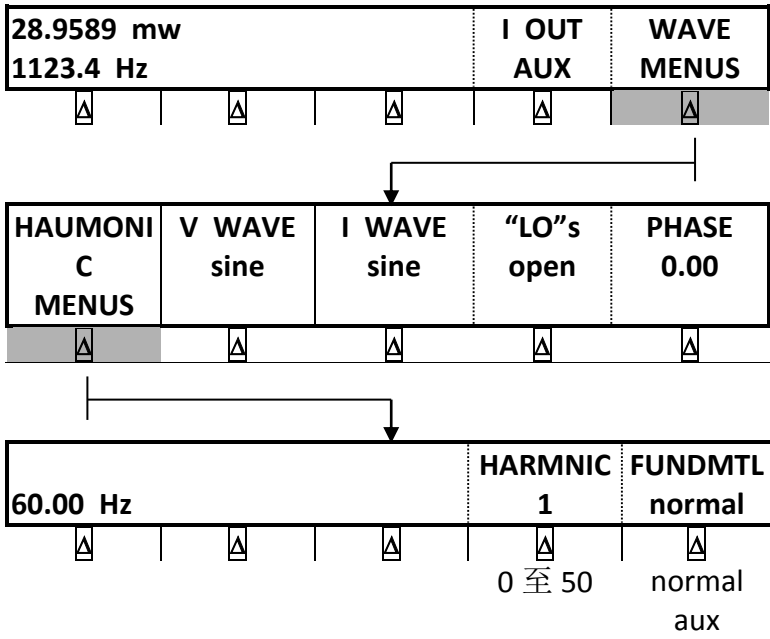 28.9589 mw I OUT WAVE
1123.4 Hz AUX MENUS
Δ Δ Δ Δ Δ
HAUMONI V WAVE I WAVE “LO”s PHASE
C sine sine open 0.00
MENUS
Δ Δ Δ Δ Δ
HARMNIC FUNDMTL
60.00 Hz 1 normal
Δ Δ Δ Δ Δ
0 至 50 normal
aux